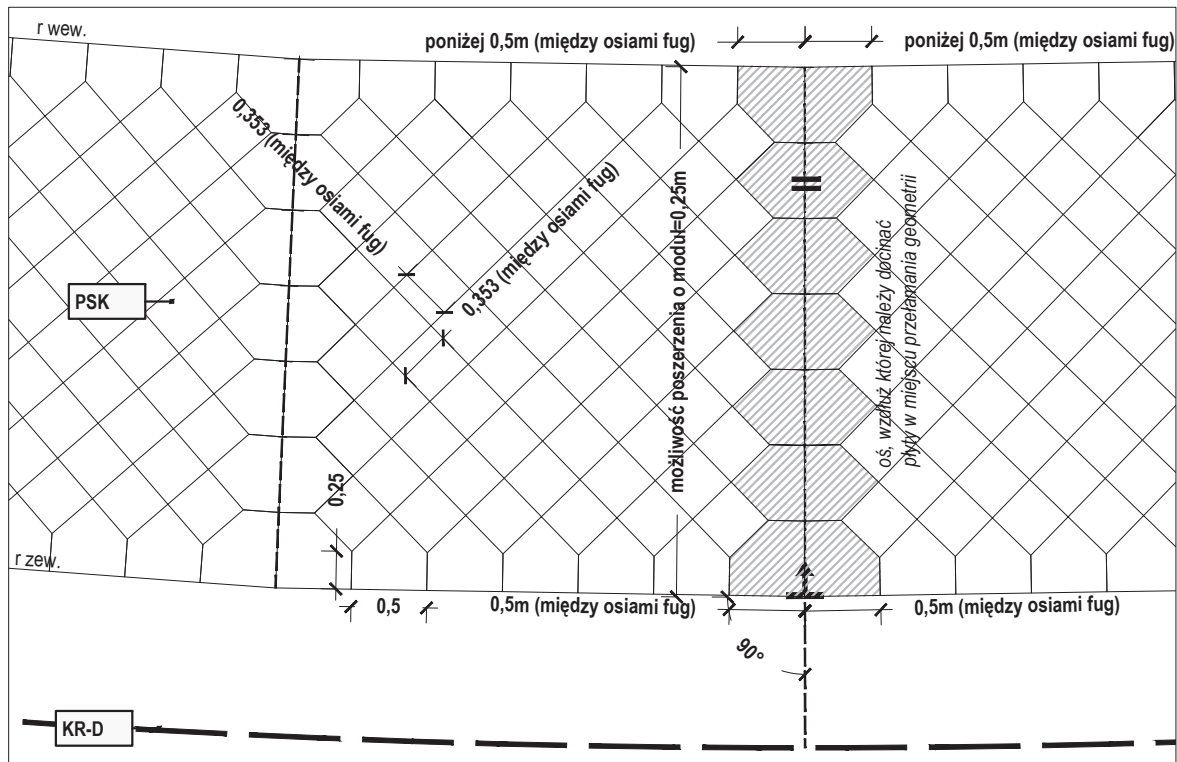 r wew.
poniżej 0,5m (między osiami fug)
poniżej 0,5m (między osiami fug)
0,353 (między osiami fug)
0,353 (między osiami fug)
możliwość poszerzenia o moduł=0,25m
oś, wzdłuż której należy docinać
płyty w miejscu przełamania geometrii
PSK
0,25
r zew.
0,5
0,5m (między osiami fug)
0,5m (między osiami fug)
90°
KR-D